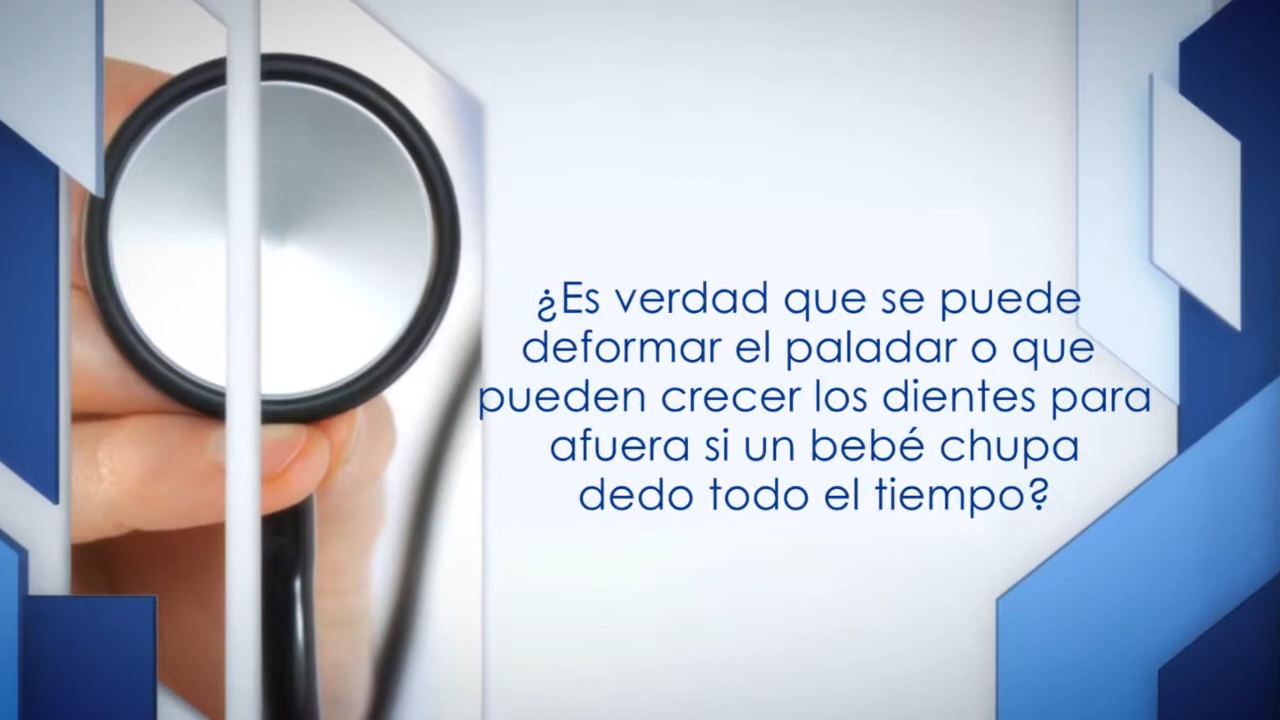 ¿Es verdad que se puede
deformar el paladar o que
pueden crecer los dientes para
afuera si un bebé chupa
dedo todo el tiempo?